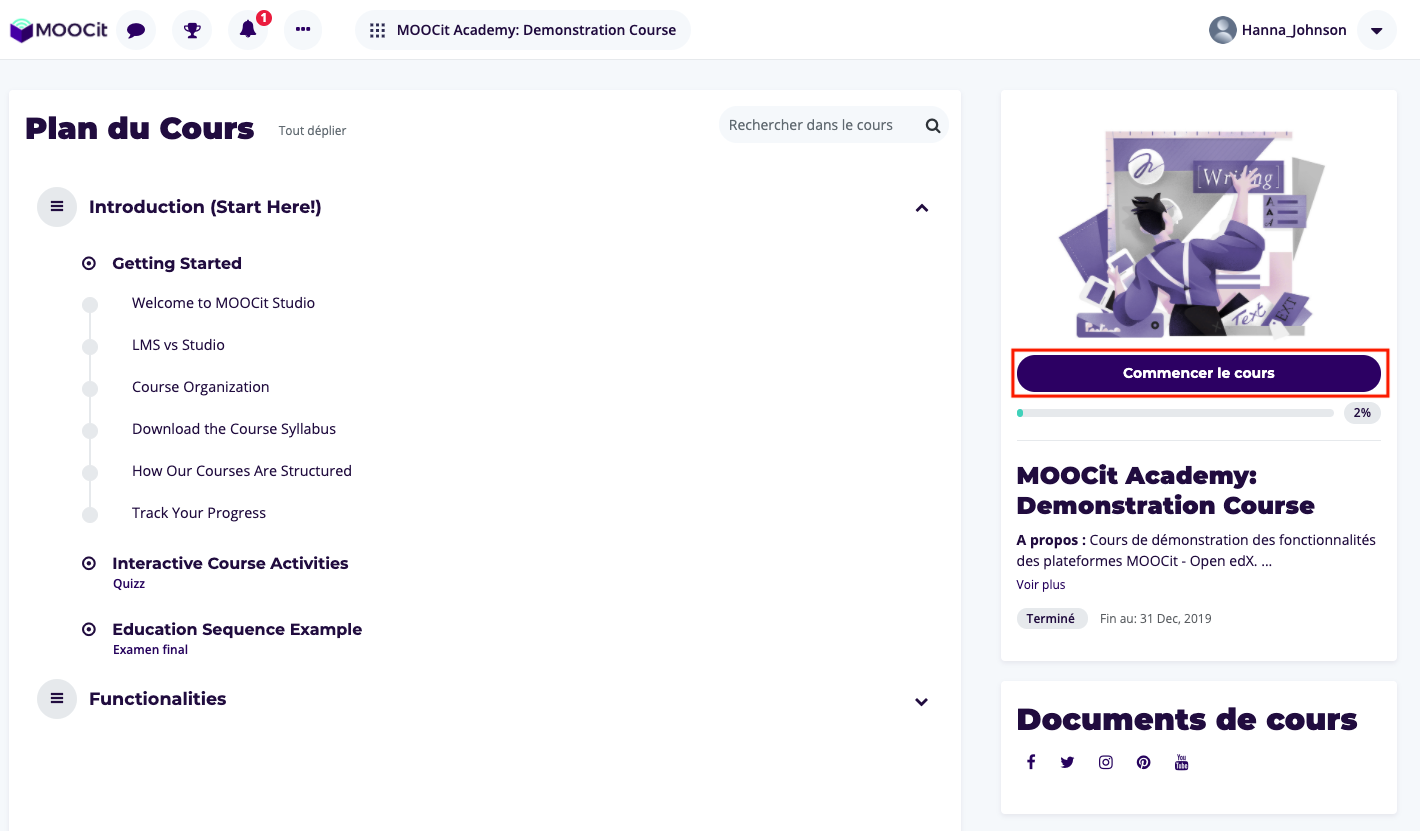 MOOCit
1
MOOCit Academy: Demonstration Course
Hanna_Johnson
Plan du Cours
Tout déplier
Rechercher dans le cours
Introduction (Start Here!)
Getting Started
Welcome to MOOCit Studio
LMS vs Studio
Course Organization
Download the Course Syllabus
How Our Courses Are Structured
Track Your Progress
Interactive Course Activities
Quizz
Education Sequence Example
Examen final
Functionalities
[Writing]
A
A
A
Text
TEXT
Commencer le cours
2%
MOOCit Academy:
Demonstration Course
A propos : Cours de démonstration des fonctionnalités
des plateformes MOOCit - Open edX. ...
Voir plus
Terminé
Fin au: 31 Dec, 2019
Documents de cours
You
Tube